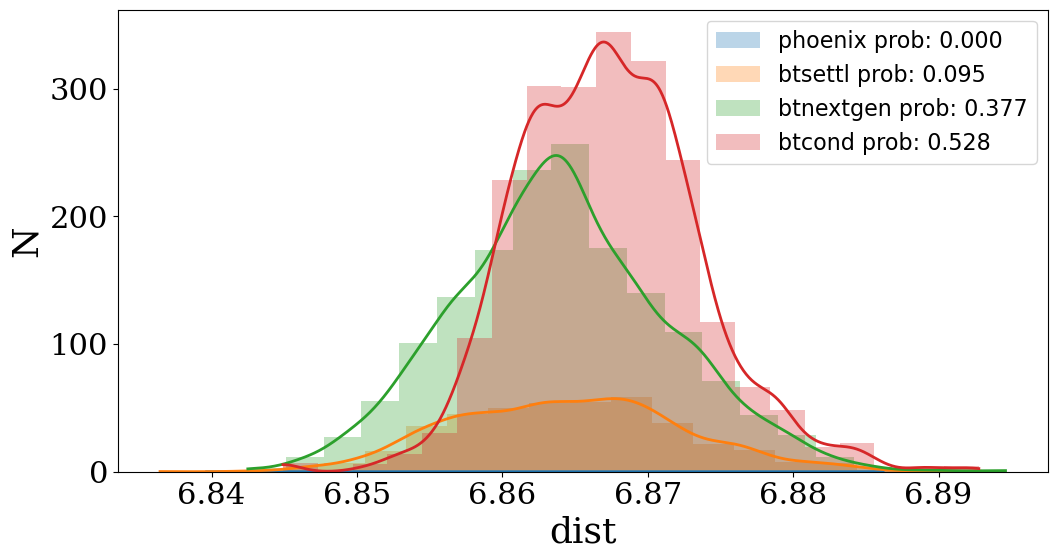 phoenix prob: 0.000
btsettl prob: 0.095
btnextgen prob: 0.377
btcond prob: 0.528
300
200
100
0
N
6.84 6.85 6.86 6.87 6.88 6.89
dist